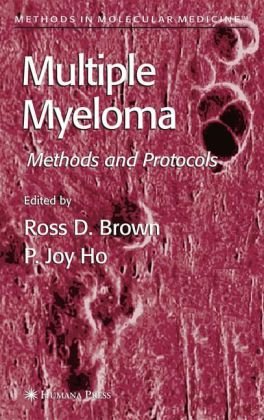 METHODS IN MOLECULAR MEDICINE™
Multiple
Myeloma
Methods and Protocols
Edited by
Ross D. Brown
P. Joy Ho
HUMANA PRESS